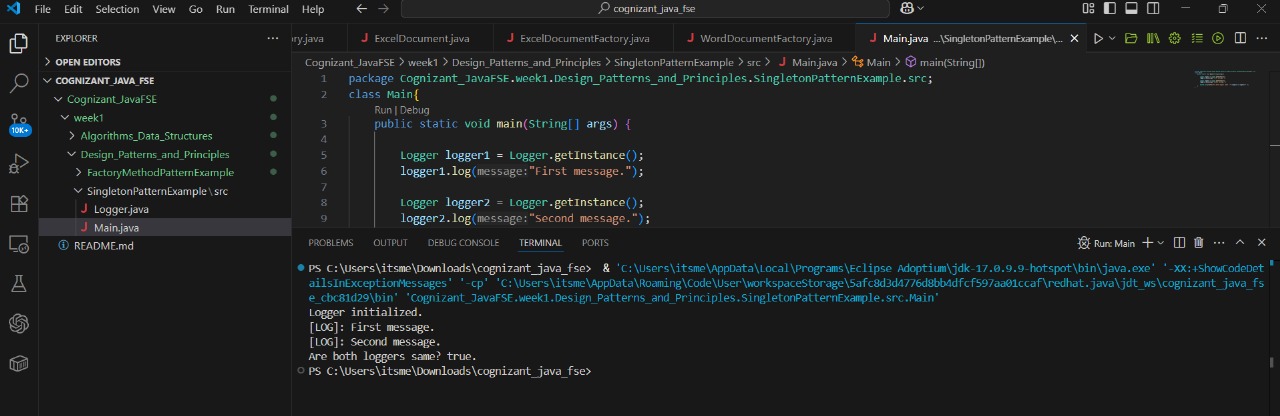 File Edit Selection View Go Run Terminal Help
cognizant_java_fse
EXPLORER
OPEN EDITORS
COGNIZANT_JAVA_FSE
Cognizant_JavaFSE
week1
Algorithms_Data_Structures
Design_Patterns_and_Principles
FactoryMethodPatternExample
SingletonPatternExample\src
Logger.java
Main.java
README.md
10K+
ory.java ExcelDocument.java ExcelDocumentFactory.java WordDocumentFactory.java Main.java ...\SingletonPatternExample\...
Cognizant_JavaFSE > week1 > Design_Patterns_and_Principles > SingletonPatternExample > src > Main.java > Main > main(String[])
1 package Cognizant_JavaFSE.week1.Design_Patterns_and_Principles.SingletonPatternExample.src;
2 class Main{
Run | Debug
3 public static void main(String[] args) {
4
5 Logger logger1 = Logger.getInstance();
6 logger1.log(message:"First message.");
7
8 Logger logger2 = Logger.getInstance();
9 logger2.log(message:"Second message.");
PROBLEMS OUTPUT DEBUG CONSOLE TERMINAL PORTS
Run: Main
PS C:\Users\itsme\Downloads\cognizant_java_fse> & 'C:\Users\itsme\AppData\Local\Programs\Eclipse Adoptium\jdk-17.0.9.9-hotspot\bin\java.exe' '-XX:+ShowCodeDet
ailsInExceptionMessages' '-cp' 'C:\Users\itsme\AppData\Roaming\Code\User\workspaceStorage\5afc8d3d4776d8bb4dfcf597aa01ccaf\redhat.java\jdt_ws\cognizant_java_fs
e_cbc81d29\bin' 'Cognizant_JavaFSE.week1.Design_Patterns_and_Principles.SingletonPatternExample.src.Main'
Logger initialized.
[LOG]: First message.
[LOG]: Second message.
Are both loggers same? true.
PS C:\Users\itsme\Downloads\cognizant_java_fse>